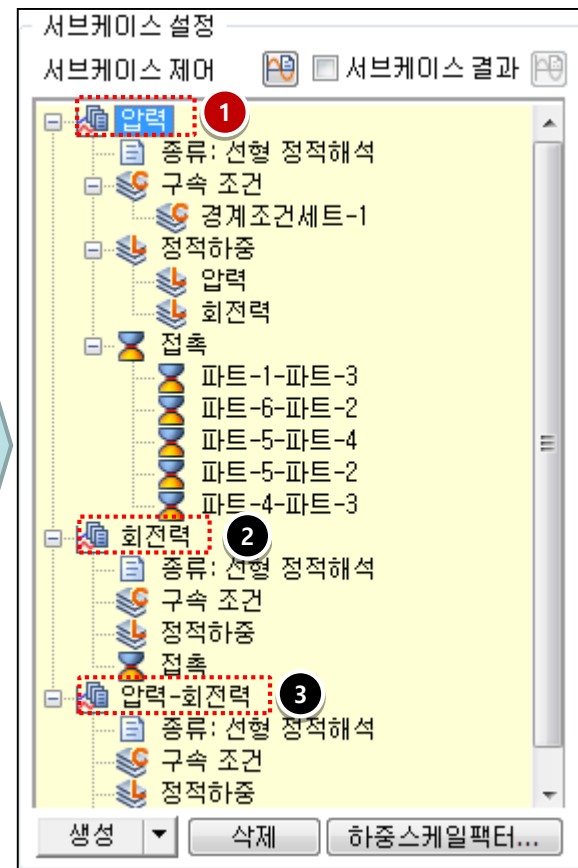 서브케이스 설정
서브케이스 제어 서브케이스 결과
압력 1
종류: 선형 정적해석
구속 조건
경계조건세트-1
정적하중
압력
회전력
접촉
파트-1-파트-3
파트-6-파트-2
파트-5-파트-4
파트-5-파트-2
파트-4-파트-3
회전력 2
종류: 선형 정적해석
구속 조건
정적하중
접촉
압력-회전력 3
종류: 선형 정적해석
구속 조건
정적하중
생성 삭제 하중스케일팩터...